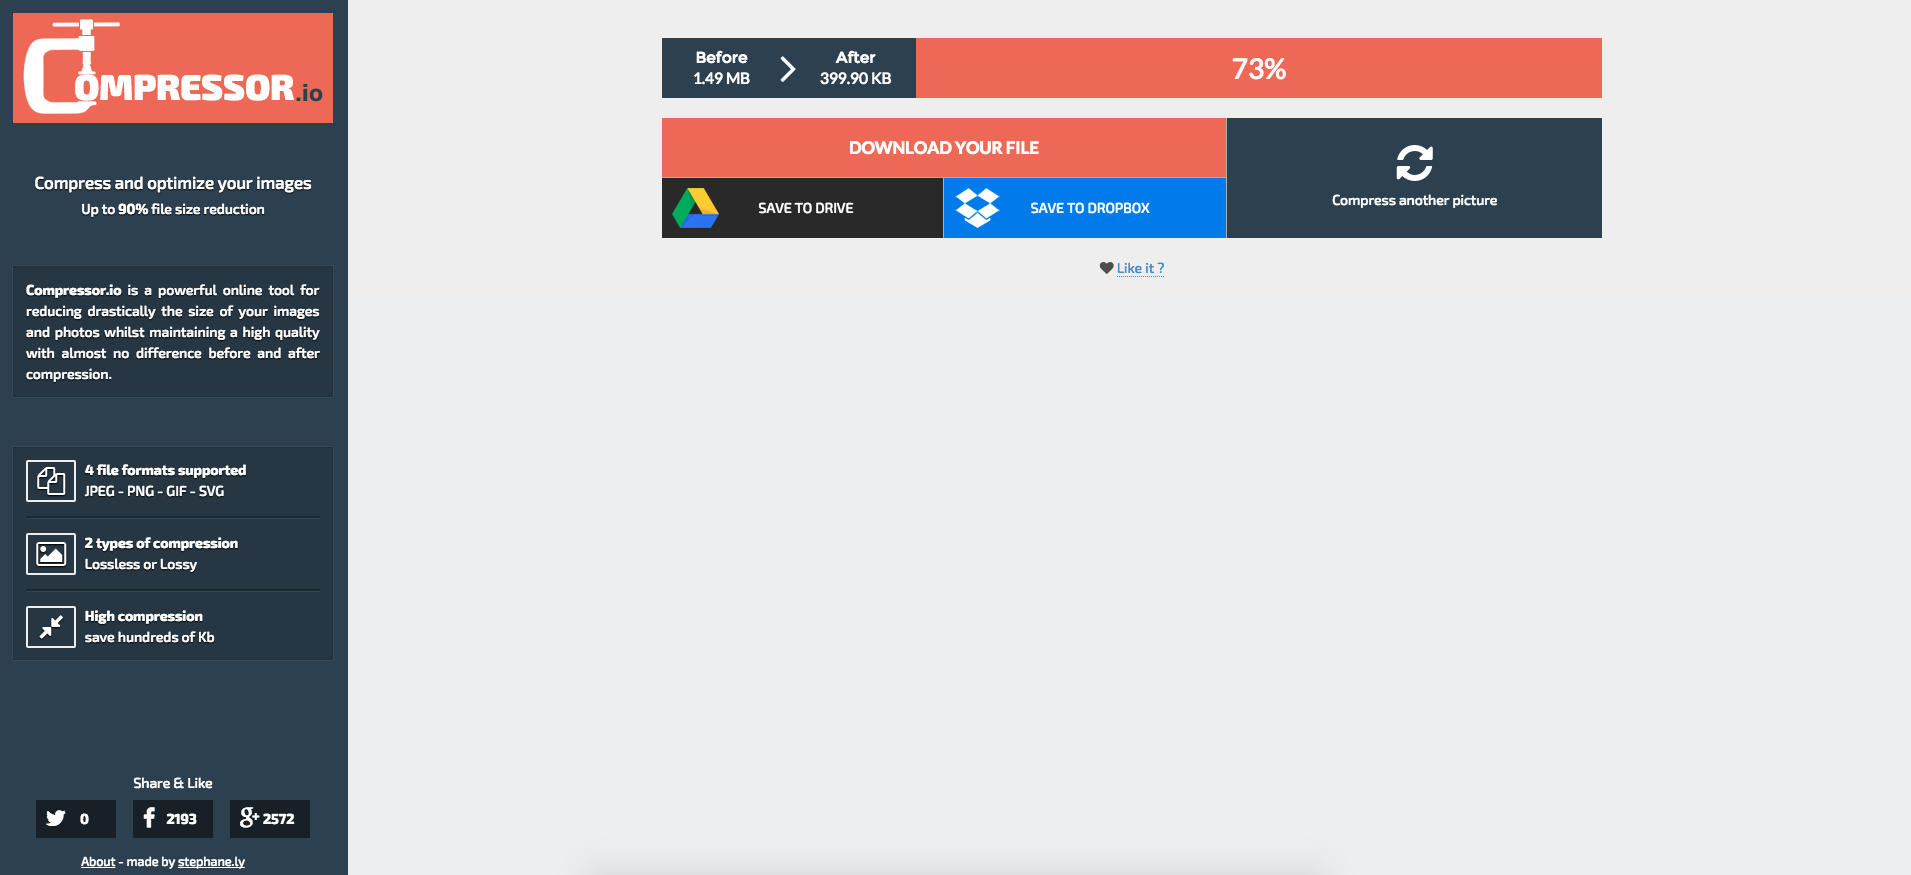 COMPRESSOR.io
Compress and optimize your images
Up to 90% file size reduction
Compressor.io is a powerful online tool for
reducing drastically the size of your images
and photos whilst maintaining a high quality
with almost no difference before and after
compression.
4 file formats supported
JPEG - PNG - GIF - SVG
2 types of compression
Lossless or Lossy
High compression
save hundreds of Kb
Share & Like
0
2193
g+ 2572
About - made by stephane.ly
Before
1.49 MB
After
399.90 KB
73%
DOWNLOAD YOUR FILE
SAVE TO DRIVE
SAVE TO DROPBOX
Compress another picture
Like it ?